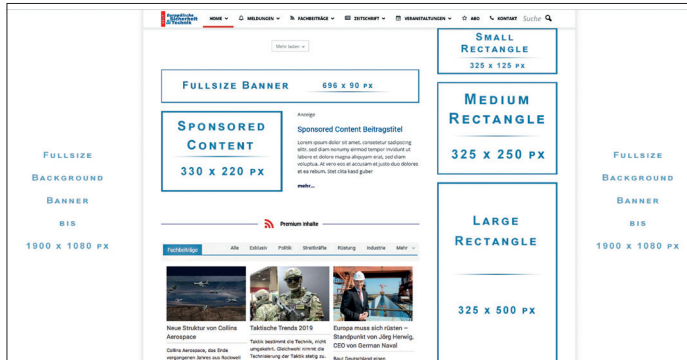 Europäische
Sicherheit
& Technik
HOME
MELDUNGEN
FACHBEITRÄGE
ZEITSCHRIFT
VERANSTALTUNGEN
ABO
KONTAKT
Suche
Mehr laden
FULLSIZE BANNER 696 x 90 PX
SPONSORED
CONTENT
330 x 220 PX
Anzeige
Sponsored Content Beitragstitel
Lorem ipsum dolor sit amet, consetetur sadipscing
elitr, sed diam nonumy eirmod tempor invidunt ut
labore et dolore magna aliquyam erat, sed diam
voluptua. At vero eos et accusam et justo duo dolores
et ea rebum. Stet clita kasd guber
mehr...
Premium Inhalte
Fachbeiträge
Alle
Exklusiv
Politik
Streitkräfte
Rüstung
Industrie
Mehr
Neue Struktur von Collins
Aerospace
Collins Aerospace, das Ende
vergangenen Jahres aus Rockwell
Taktische Trends 2019
Taktik bestimmt die Technik, nicht
umgekehrt. Gleichwohl nimmt die
Technisierung der Taktik stetig zu.
Europa muss sich rüsten –
Standpunkt von Jörg Herwig,
CEO von German Naval
Baut Deutschland einen
SMALL
RECTANGLE
325 x 125 PX
MEDIUM
RECTANGLE
325 x 250 PX
LARGE
RECTANGLE
325 x 500 PX
FULLSIZE
BACKGROUND
BANNER
BIS
1900 x 1080 PX
FULLSIZE
BACKGROUND
BANNER
BIS
1900 x 1080 PX